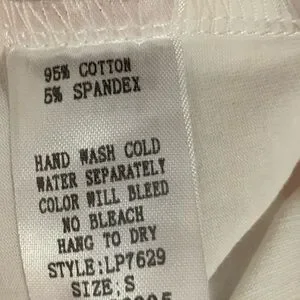 95% COTTON
5% SPANDEX
HAND WASH COLD
WATER SEPARATELY
COLOR WILL BLEED
NO BLEACH
HANG TO DRY
STYLE:LP7629
SIZE:S